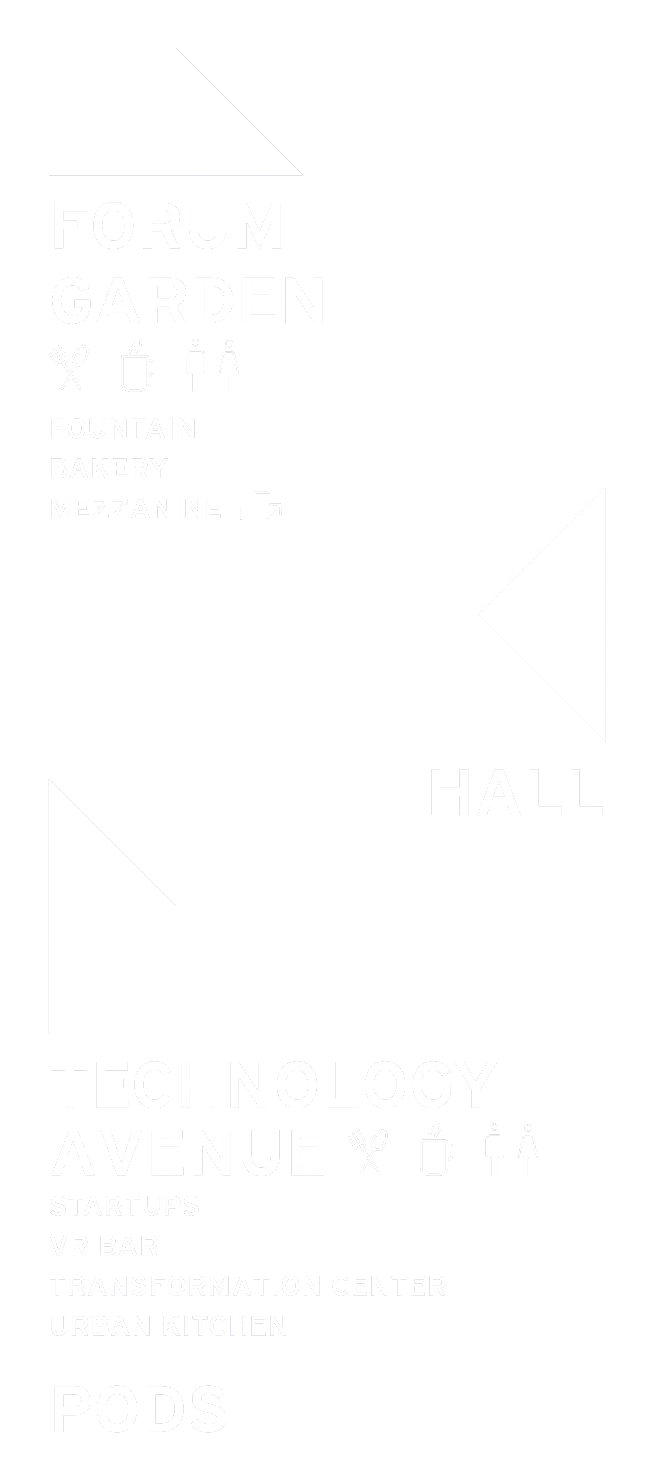 FORUM
GARDEN
FOUNTAIN
BAKERY
MEZZANINE
HALL
TECHNOLOGY
AVENUE
STARTUPS
VR BAR
TRANSFORMATION CENTER
URBAN KITCHEN
PODS